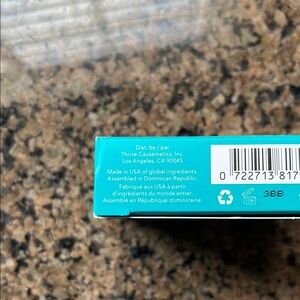 Dist. by / par
Thrive Causemetics, Inc.
Los Angeles, CA 90045
Made in USA of global ingredients.
Assembled in Dominican Republic.
Fabriqué aux USA à partir
d'ingrédients du monde entier.
Assemblé en République dominicaine.
0 722713 817